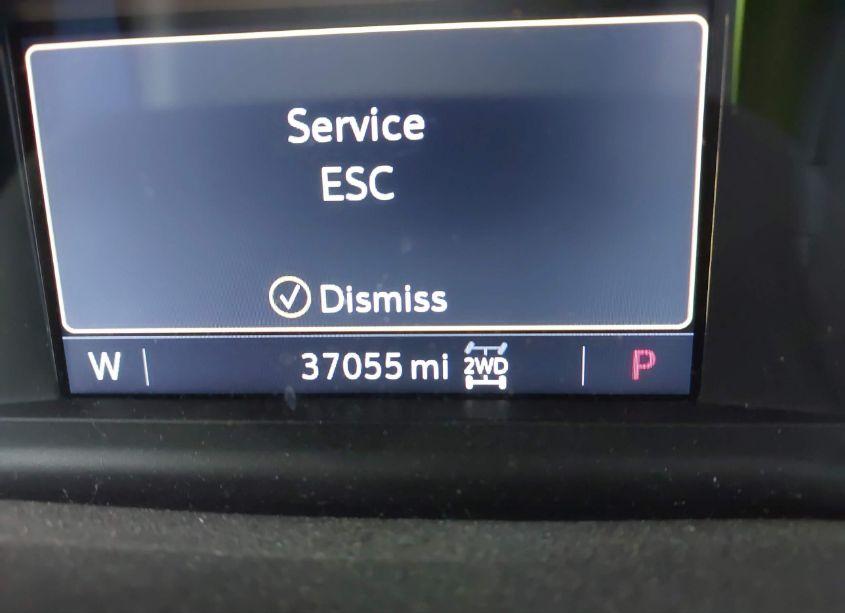 Service
ESC
Dismiss
W 37055 mi 2WD P